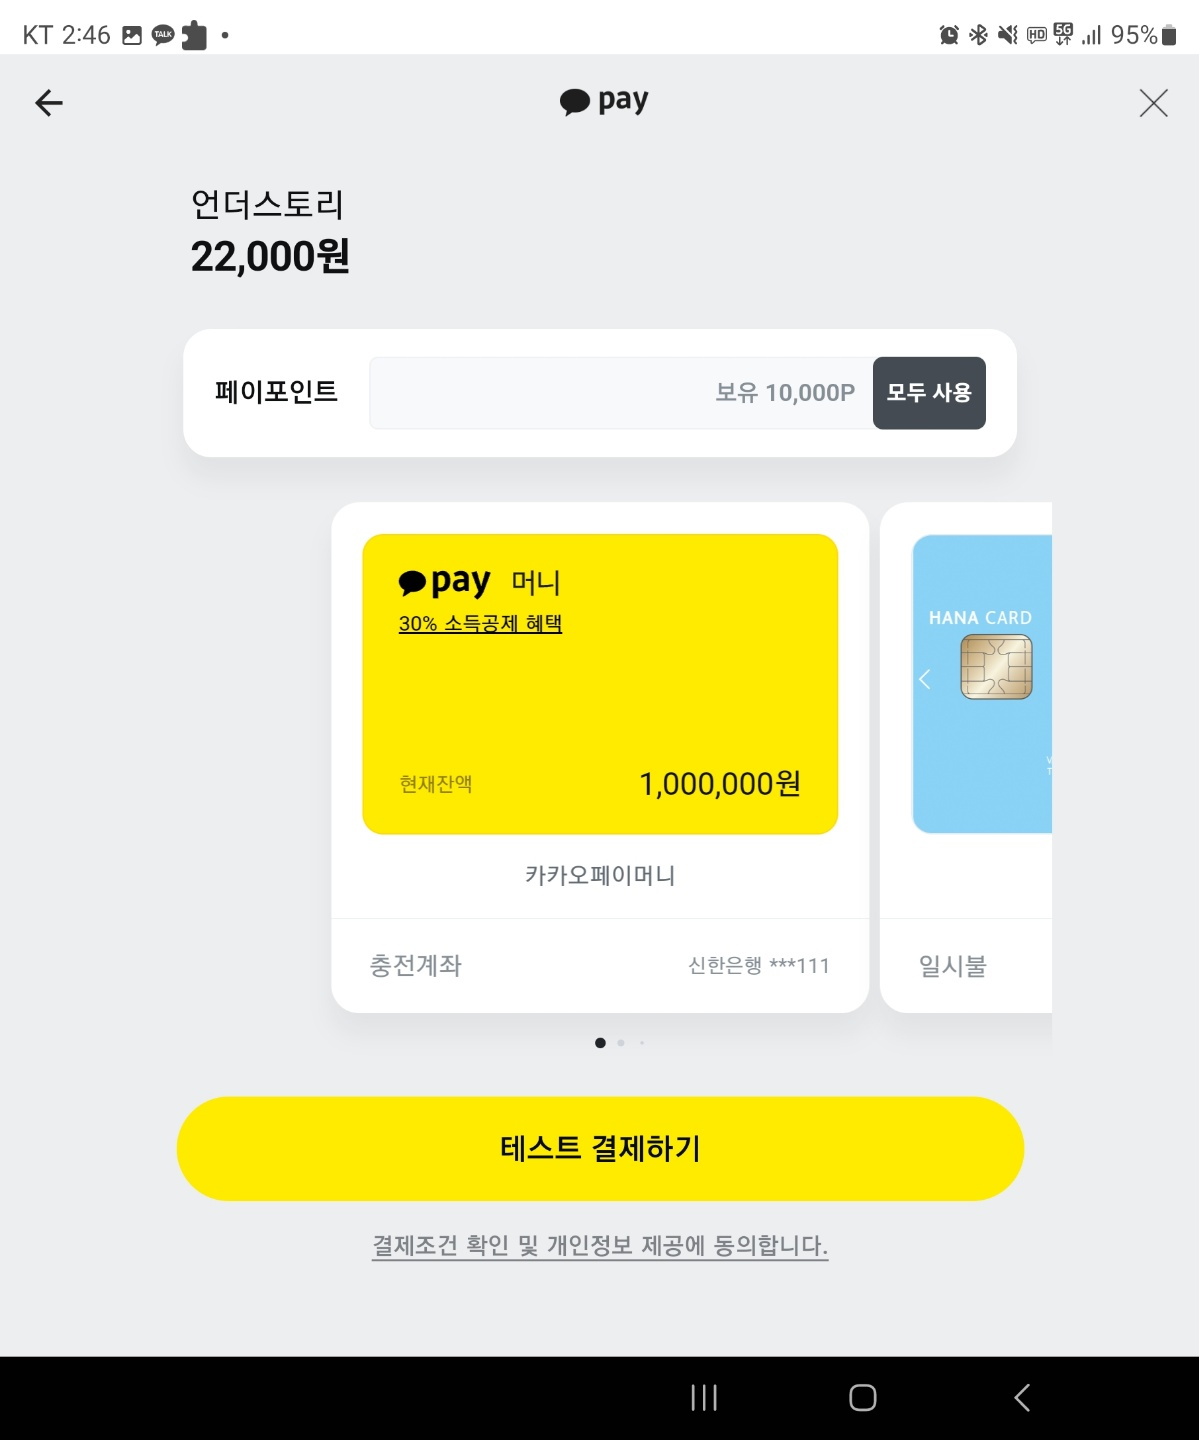 KT 2:46 TALK HD 5G 95%
pay
언더스토리
22,000원
페이포인트 보유 10,000P 모두 사용
pay 머니
30% 소득공제 혜택
HANA CARD
현재잔액 1,000,000원
카카오페이머니
충전계좌 신한은행 ***111
일시불
테스트 결제하기
결제조건 확인 및 개인정보 제공에 동의합니다.